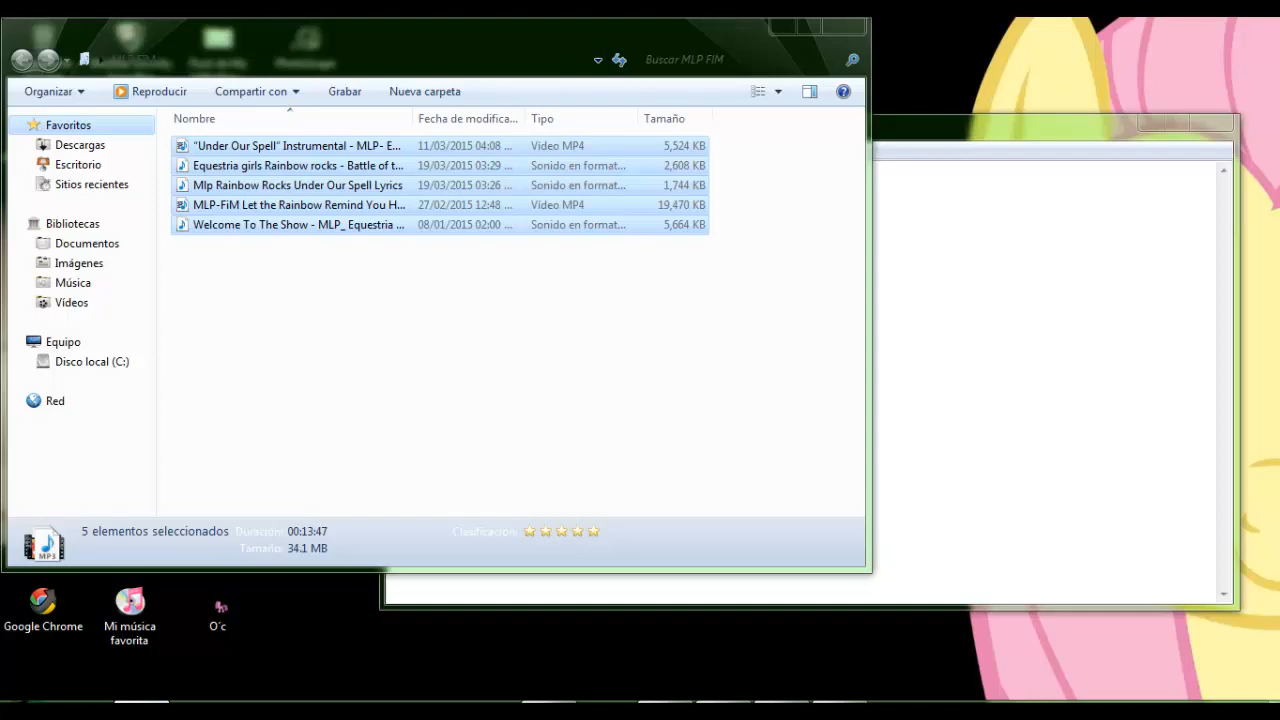 Buscar MLP FIM
Organizar Reproducir Compartir con Grabar Nueva carpeta
Nombre Fecha de modifica... Tipo Tamaño
Favoritos
Descargas
Escritorio
Sitios recientes
Bibliotecas
Documentos
Imágenes
Música
Vídeos
Equipo
Disco local (C:)
Red
"Under Our Spell" Instrumental - MLP- E... 11/03/2015 04:08 ... Vídeo MP4 5,524 KB
Equestria girls Rainbow rocks - Battle of t... 19/03/2015 03:29 ... Sonido en format... 2,608 KB
Mlp Rainbow Rocks Under Our Spell Lyrics 19/03/2015 03:26 ... Sonido en format... 1,744 KB
MLP-FiM Let the Rainbow Remind You H... 27/02/2015 12:48 ... Vídeo MP4 19,470 KB
Welcome To The Show - MLP_ Equestria ... 08/01/2015 02:00 ... Sonido en format... 5,664 KB
MP3
5 elementos seleccionados Duración: 00:13:47 Clasificación:
Tamaño: 34.1 MB
Google Chrome
Mi música
favorita
O´c